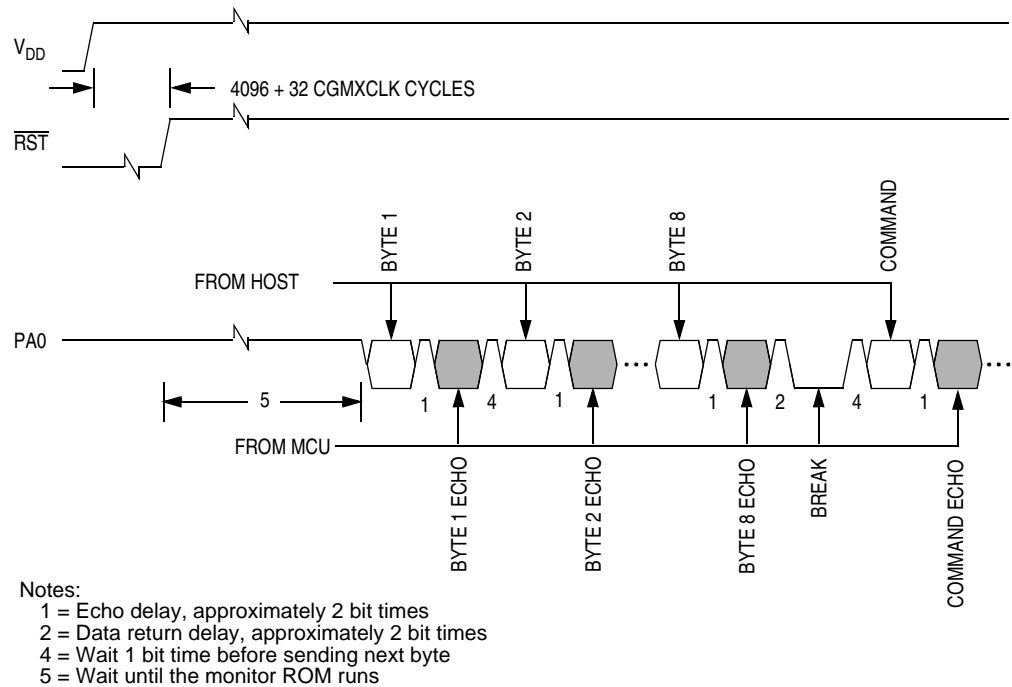 VDD
4096 + 32 CGMXCLK CYCLES
RST
BYTE 1
BYTE 2
BYTE 8
COMMAND
FROM HOST
PA0
5
1
4
1
1
2
4
1
FROM MCU
BYTE 1 ECHO
BYTE 2 ECHO
BYTE 8 ECHO
BREAK
COMMAND ECHO
Notes:
1 = Echo delay, approximately 2 bit times
2 = Data return delay, approximately 2 bit times
4 = Wait 1 bit time before sending next byte
5 = Wait until the monitor ROM runs